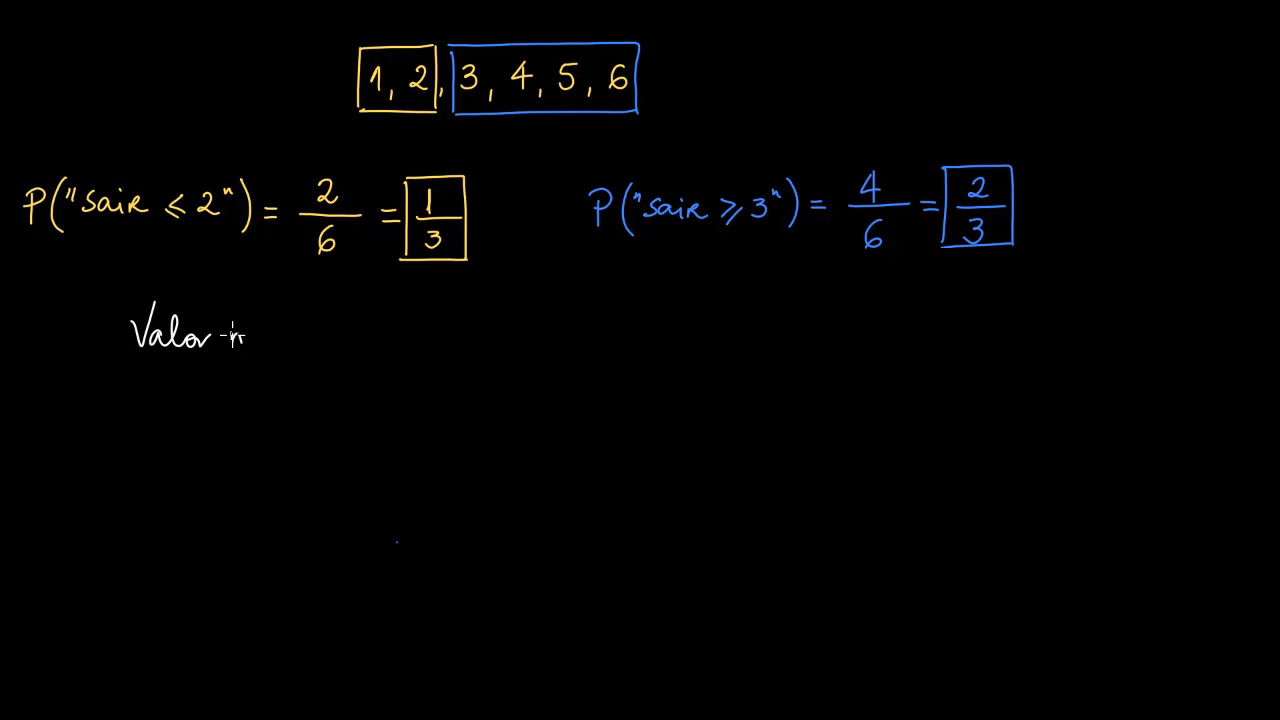 1, 2, 3, 4, 5, 6
P("sair ≤ 2") = 2/6 = 1/3
P("sair ≥ 3") = 4/6 = 2/3
Valor